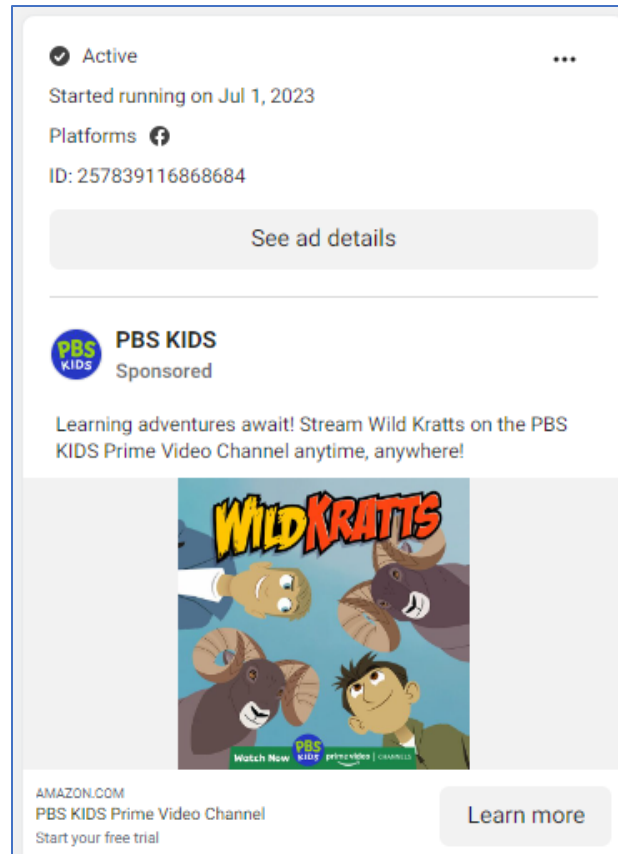 Active
Started running on Jul 1, 2023
Platforms
ID: 257839116868684
See ad details
PBS KIDS
PBS KIDS
Sponsored
Learning adventures await! Stream Wild Kratts on the PBS
KIDS Prime Video Channel anytime, anywhere!
WILD KRATTS
Watch Now PBS KIDS prime video | CHANNELS
AMAZON.COM
PBS KIDS Prime Video Channel
Start your free trial
Learn more